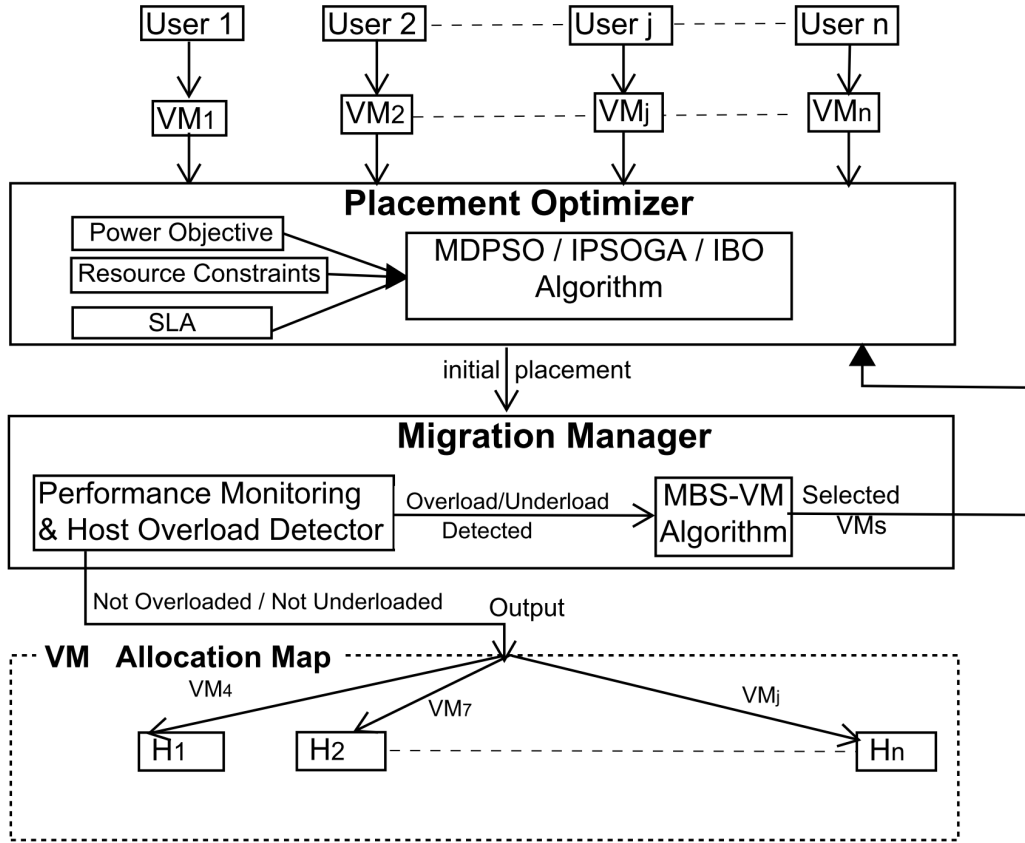 User 1
User 2
User j
User n
VM1
VM2
VMj
VMn
Placement Optimizer
Power Objective
Resource Constraints
SLA
MDPSO / IPSOGA / IBO
Algorithm
initial placement
Migration Manager
Performance Monitoring
& Host Overload Detector
Overload/Underload
Detected
MBS-VM
Algorithm
Selected
VMs
Not Overloaded / Not Underloaded
Output
VM Allocation Map
VM4
VM7
VMj
H1
H2
Hn